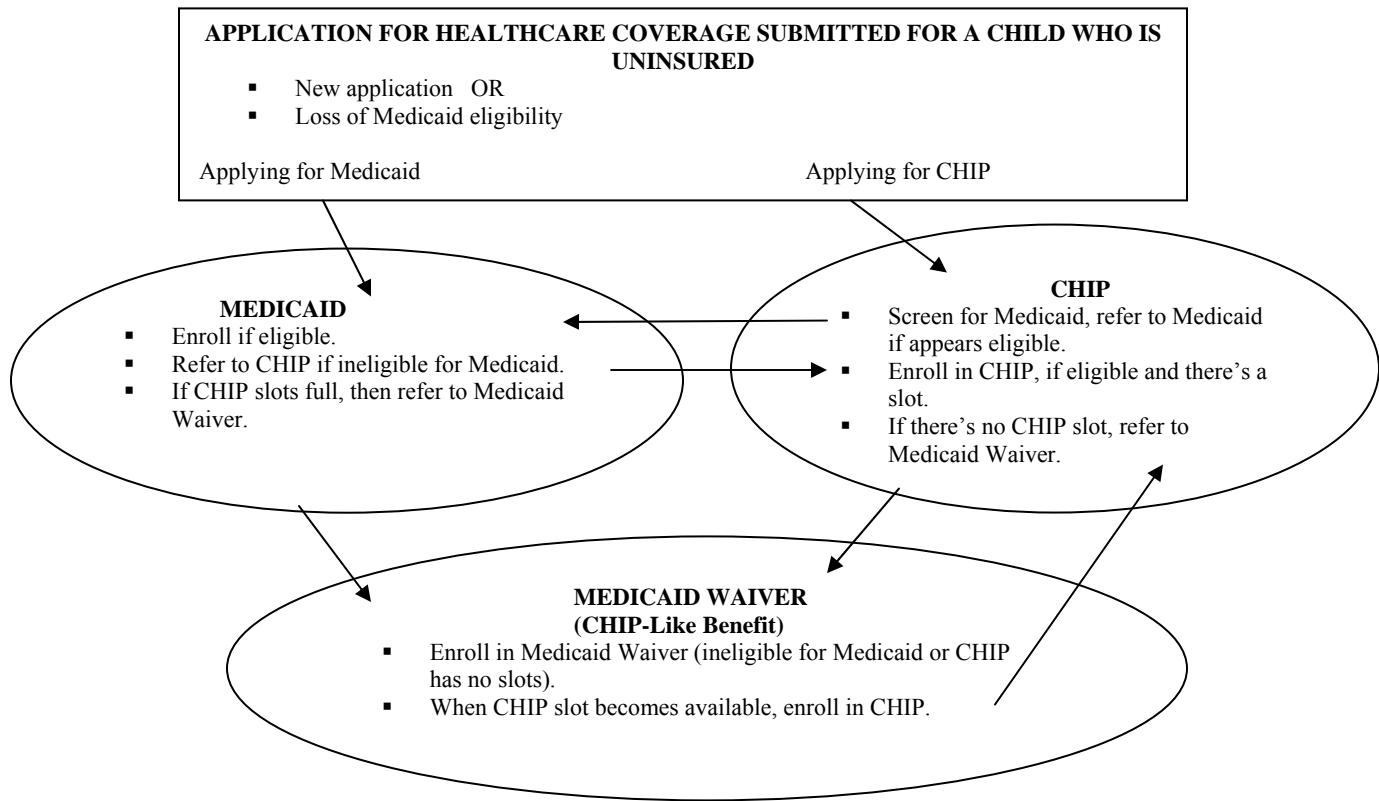 APPLICATION FOR HEALTHCARE COVERAGE SUBMITTED FOR A CHILD WHO IS
UNINSURED
▪ New application OR
▪ Loss of Medicaid eligibility
Applying for Medicaid
Applying for CHIP
MEDICAID
▪ Enroll if eligible.
▪ Refer to CHIP if ineligible for Medicaid.
▪ If CHIP slots full, then refer to Medicaid
Waiver.
CHIP
▪ Screen for Medicaid, refer to Medicaid
if appears eligible.
▪ Enroll in CHIP, if eligible and there’s a
slot.
▪ If there’s no CHIP slot, refer to
Medicaid Waiver.
MEDICAID WAIVER
(CHIP-Like Benefit)
▪ Enroll in Medicaid Waiver (ineligible for Medicaid or CHIP
has no slots).
▪ When CHIP slot becomes available, enroll in CHIP.